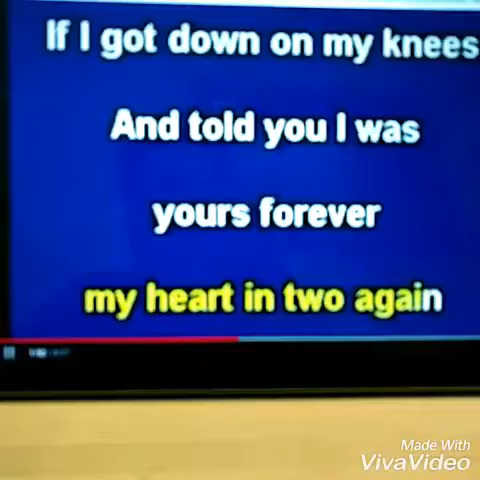 If I got down on my knees
And told you I was
yours forever
my heart in two again
Made With
VivaVideo